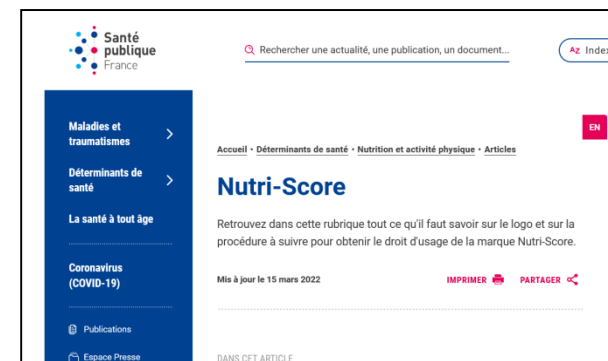 Santé
publique
France
Rechercher une actualité, une publication, un document...
AZ Index
EN
Maladies et
traumatismes
Déterminants de
santé
La santé à tout âge
Coronavirus
(COVID-19)
Publications
Espace Presse
Accueil • Déterminants de santé • Nutrition et activité physique • Articles
Nutri-Score
Retrouvez dans cette rubrique tout ce qu'il faut savoir sur le logo et sur la
procédure à suivre pour obtenir le droit d'usage de la marque Nutri-Score.
Mis à jour le 15 mars 2022
IMPRIMER
PARTAGER
DANS CET ARTICLE